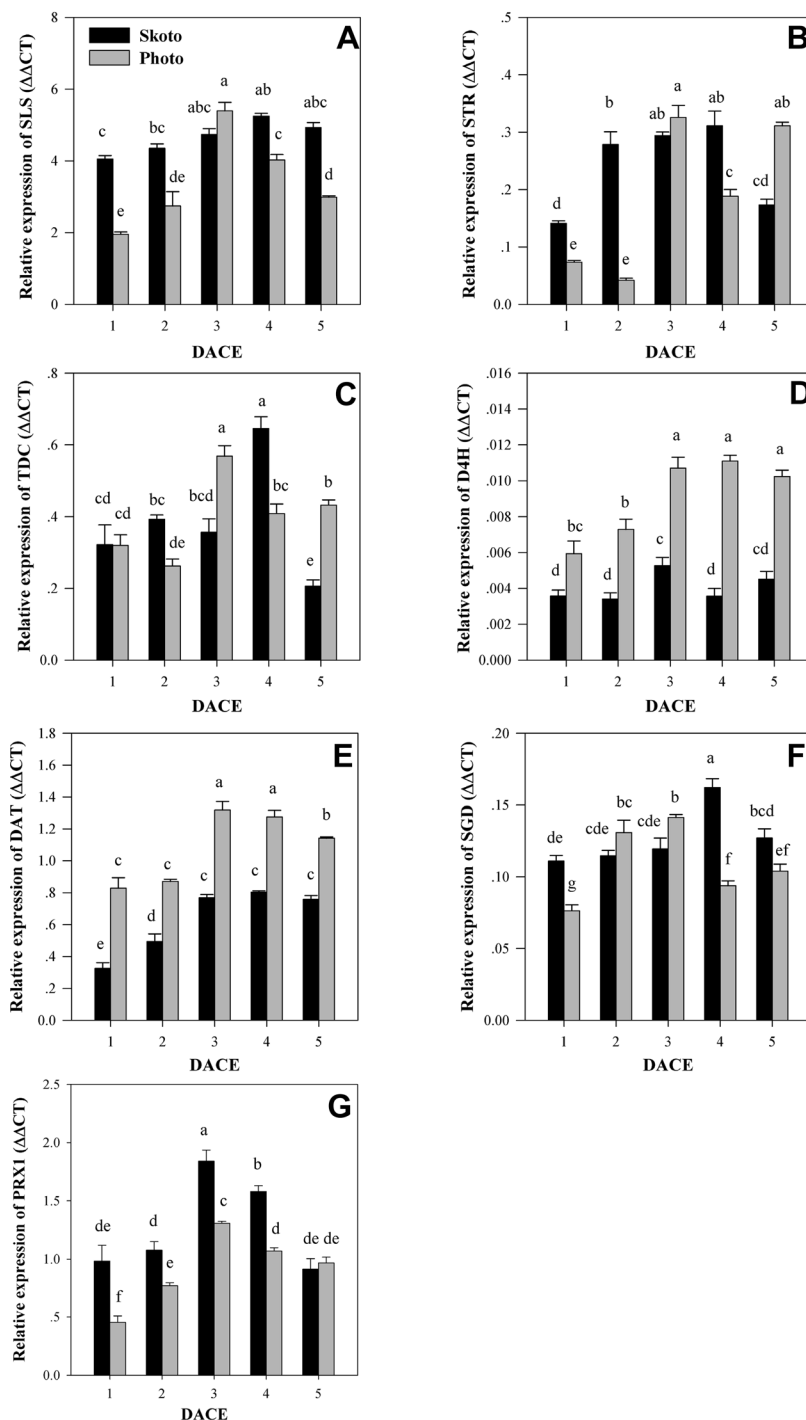 A
Skoto
Photo
Relative expression of SLS (ΔΔCT)
8
6
4
2
0
c e bc de abc a ab c abc d
1 2 3 4 5
DACE
B
Relative expression of STR (ΔΔCT)
.5
.4
.3
.2
.1
0.0
d e b e ab a ab c cd ab
1 2 3 4 5
DACE
C
Relative expression of TDC (ΔΔCT)
.8
.6
.4
.2
0.0
cd cd bc de bcd a a bc e b
1 2 3 4 5
DACE
D
Relative expression of D4H (ΔΔCT)
.016
.014
.012
.010
.008
.006
.004
.002
.000
d bc d b c a d a cd a
1 2 3 4 5
DACE
E
Relative expression of DAT (ΔΔCT)
1.8
1.6
1.4
1.2
1.0
.8
.6
.4
.2
0.0
e c d c c a c a c b
1 2 3 4 5
DACE
F
Relative expression of SGD (ΔΔCT)
.20
.15
.10
.05
.00
de g cde bc cde b a f bcd ef
1 2 3 4 5
DACE
G
Relative expression of PRX1 (ΔΔCT)
2.5
2.0
1.5
1.0
.5
0.0
de f d e a c b d de de
1 2 3 4 5
DACE